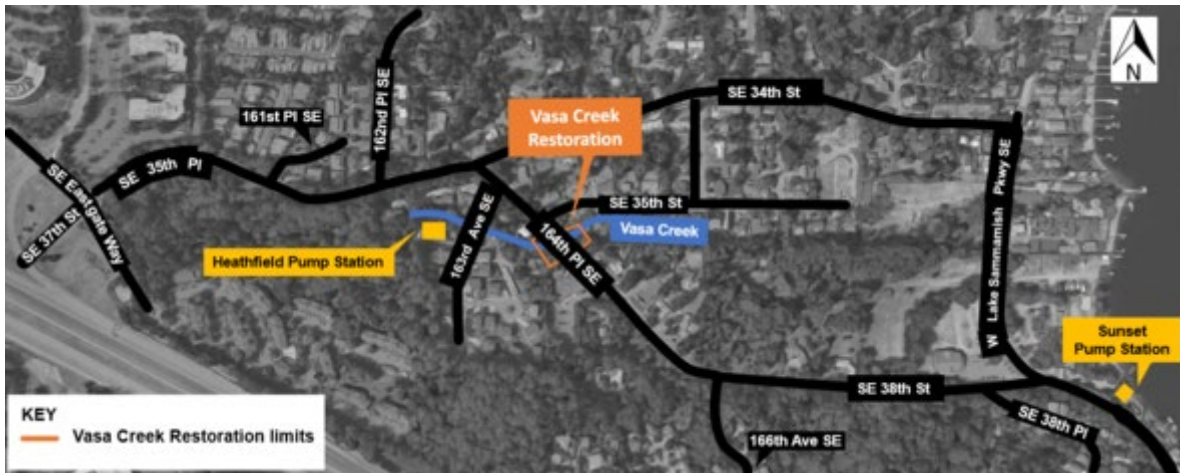 N
SE 34th St
162nd Pl SE
161st Pl SE
Vasa Creek
Restoration
SE 35th Pl
SE East gate Way
SE 37th St
SE 35th St
Vasa Creek
164th Pl SE
163rd Ave SE
Heathfield Pump Station
W Lake Sammamish Pkwy SE
Sunset
Pump Station
SE 38th St
SE 38th Pl
166th Ave SE
KEY
Vasa Creek Restoration limits